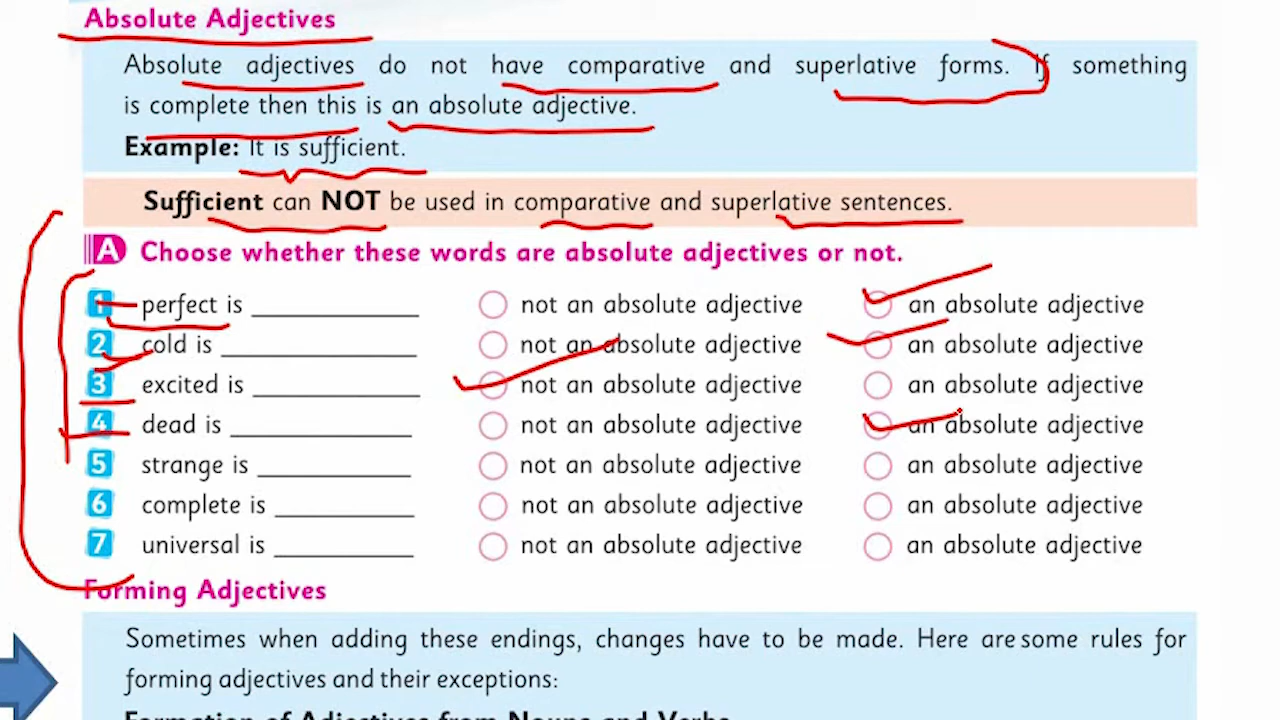 Absolute Adjectives
Absolute adjectives do not have comparative and superlative forms. If something
is complete then this is an absolute adjective.
Example: It is sufficient.
Sufficient can NOT be used in comparative and superlative sentences.
A Choose whether these words are absolute adjectives or not.
1 perfect is ____________ not an absolute adjective an absolute adjective
2 cold is ____________ not an absolute adjective an absolute adjective
3 excited is ____________ not an absolute adjective an absolute adjective
4 dead is ____________ not an absolute adjective an absolute adjective
5 strange is ____________ not an absolute adjective an absolute adjective
6 complete is ____________ not an absolute adjective an absolute adjective
7 universal is ____________ not an absolute adjective an absolute adjective
Forming Adjectives
Sometimes when adding these endings, changes have to be made. Here are some rules for
forming adjectives and their exceptions:
Formation of Adjectives from Nouns and Verbs